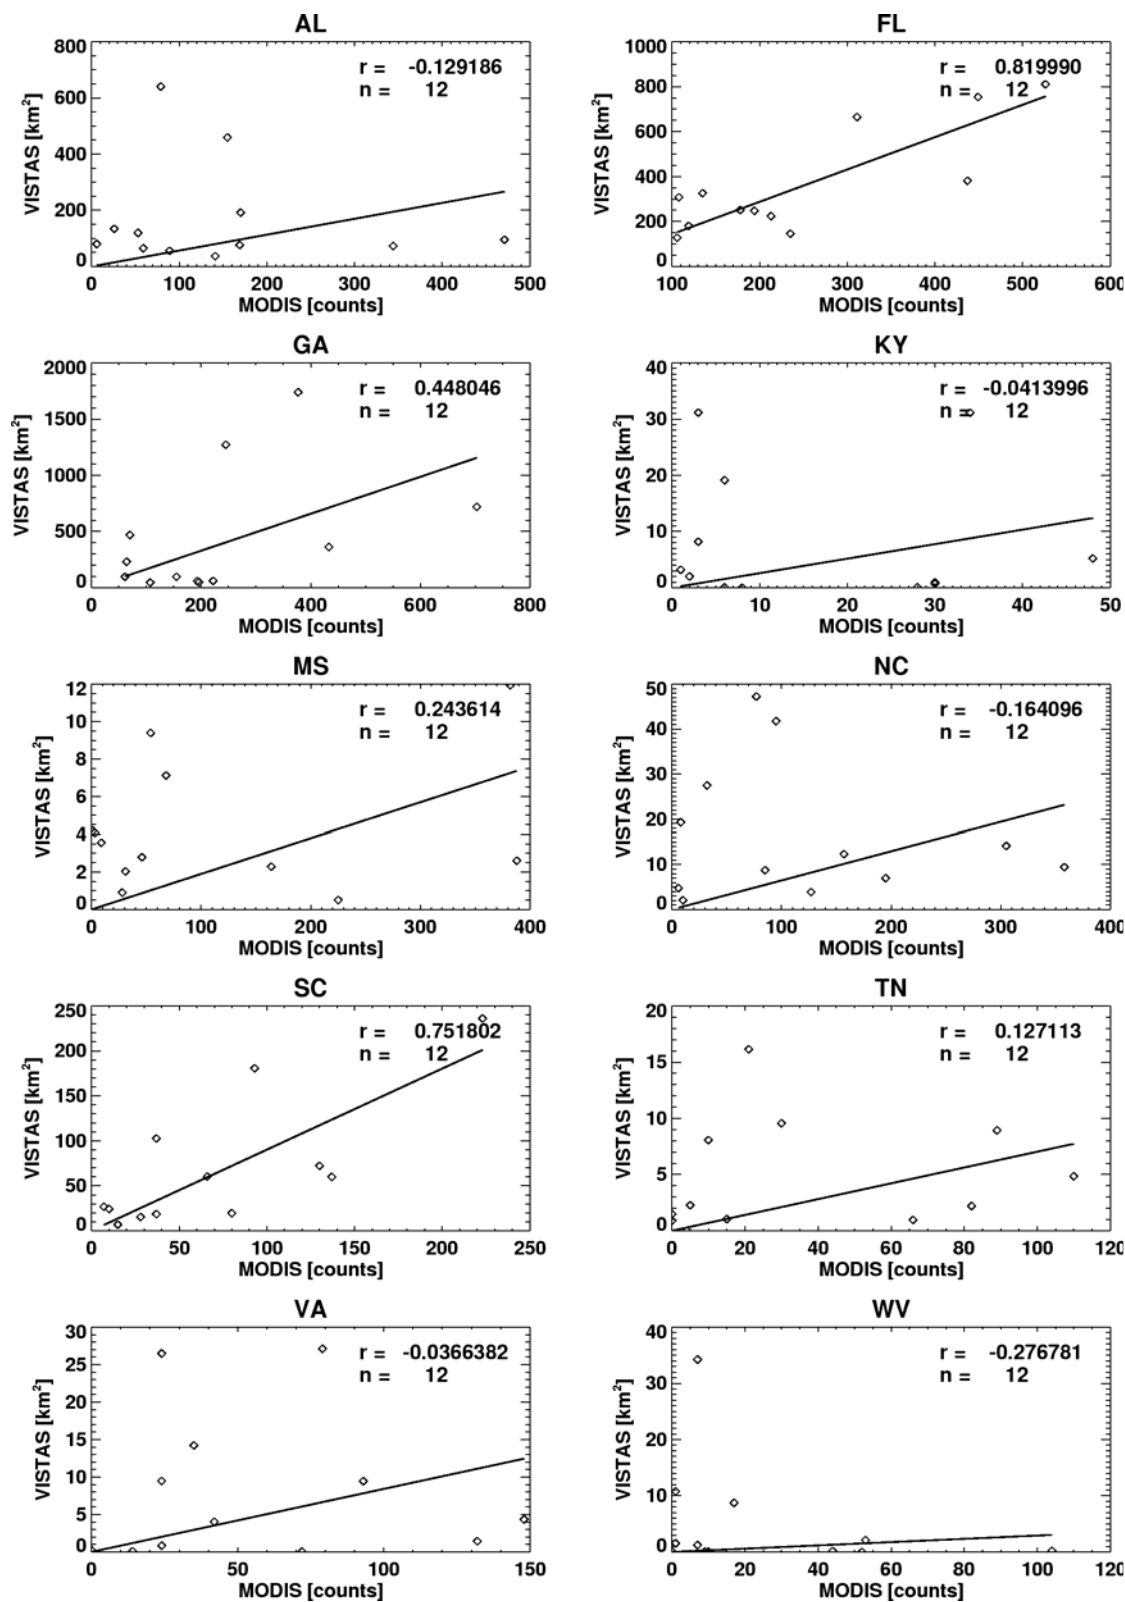 AL
800
600
400
200
0
VISTAS [km²]
r = -0.129186
n = 12
0 100 200 300 400 500
MODIS [counts]
FL
1000
800
600
400
200
0
VISTAS [km²]
r = 0.819990
n = 12
100 200 300 400 500 600
MODIS [counts]
GA
2000
1500
1000
500
0
VISTAS [km²]
r = 0.448046
n = 12
0 200 400 600 800
MODIS [counts]
KY
40
30
20
10
0
VISTAS [km²]
r = -0.0413996
n = 12
0 10 20 30 40 50
MODIS [counts]
MS
12
10
8
6
4
2
0
VISTAS [km²]
r = 0.243614
n = 12
0 100 200 300 400
MODIS [counts]
NC
50
40
30
20
10
0
VISTAS [km²]
r = -0.164096
n = 12
0 100 200 300 400
MODIS [counts]
SC
250
200
150
100
50
0
VISTAS [km²]
r = 0.751802
n = 12
0 50 100 150 200 250
MODIS [counts]
TN
20
15
10
5
0
VISTAS [km²]
r = 0.127113
n = 12
0 20 40 60 80 100 120
MODIS [counts]
VA
30
25
20
15
10
5
0
VISTAS [km²]
r = -0.0366382
n = 12
0 50 100 150
MODIS [counts]
WV
40
30
20
10
0
VISTAS [km²]
r = -0.276781
n = 12
0 20 40 60 80 100 120
MODIS [counts]